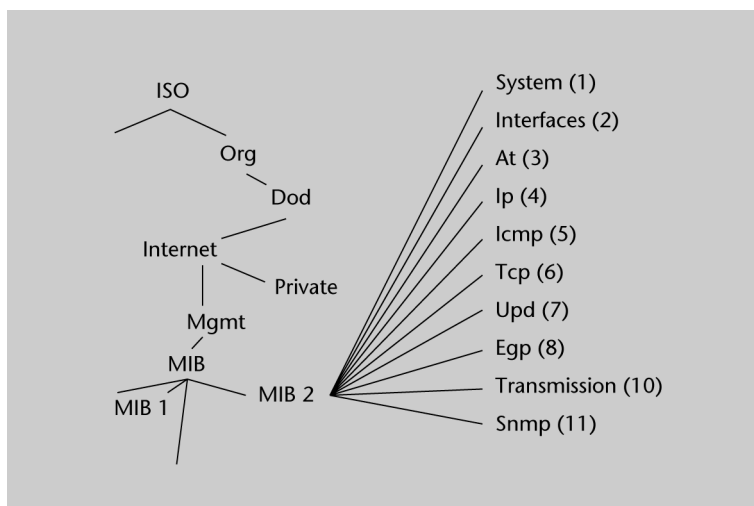 ISO
Org
Dod
Internet
Private
Mgmt
MIB
MIB 1
MIB 2
System (1)
Interfaces (2)
At (3)
Ip (4)
Icmp (5)
Tcp (6)
Upd (7)
Egp (8)
Transmission (10)
Snmp (11)